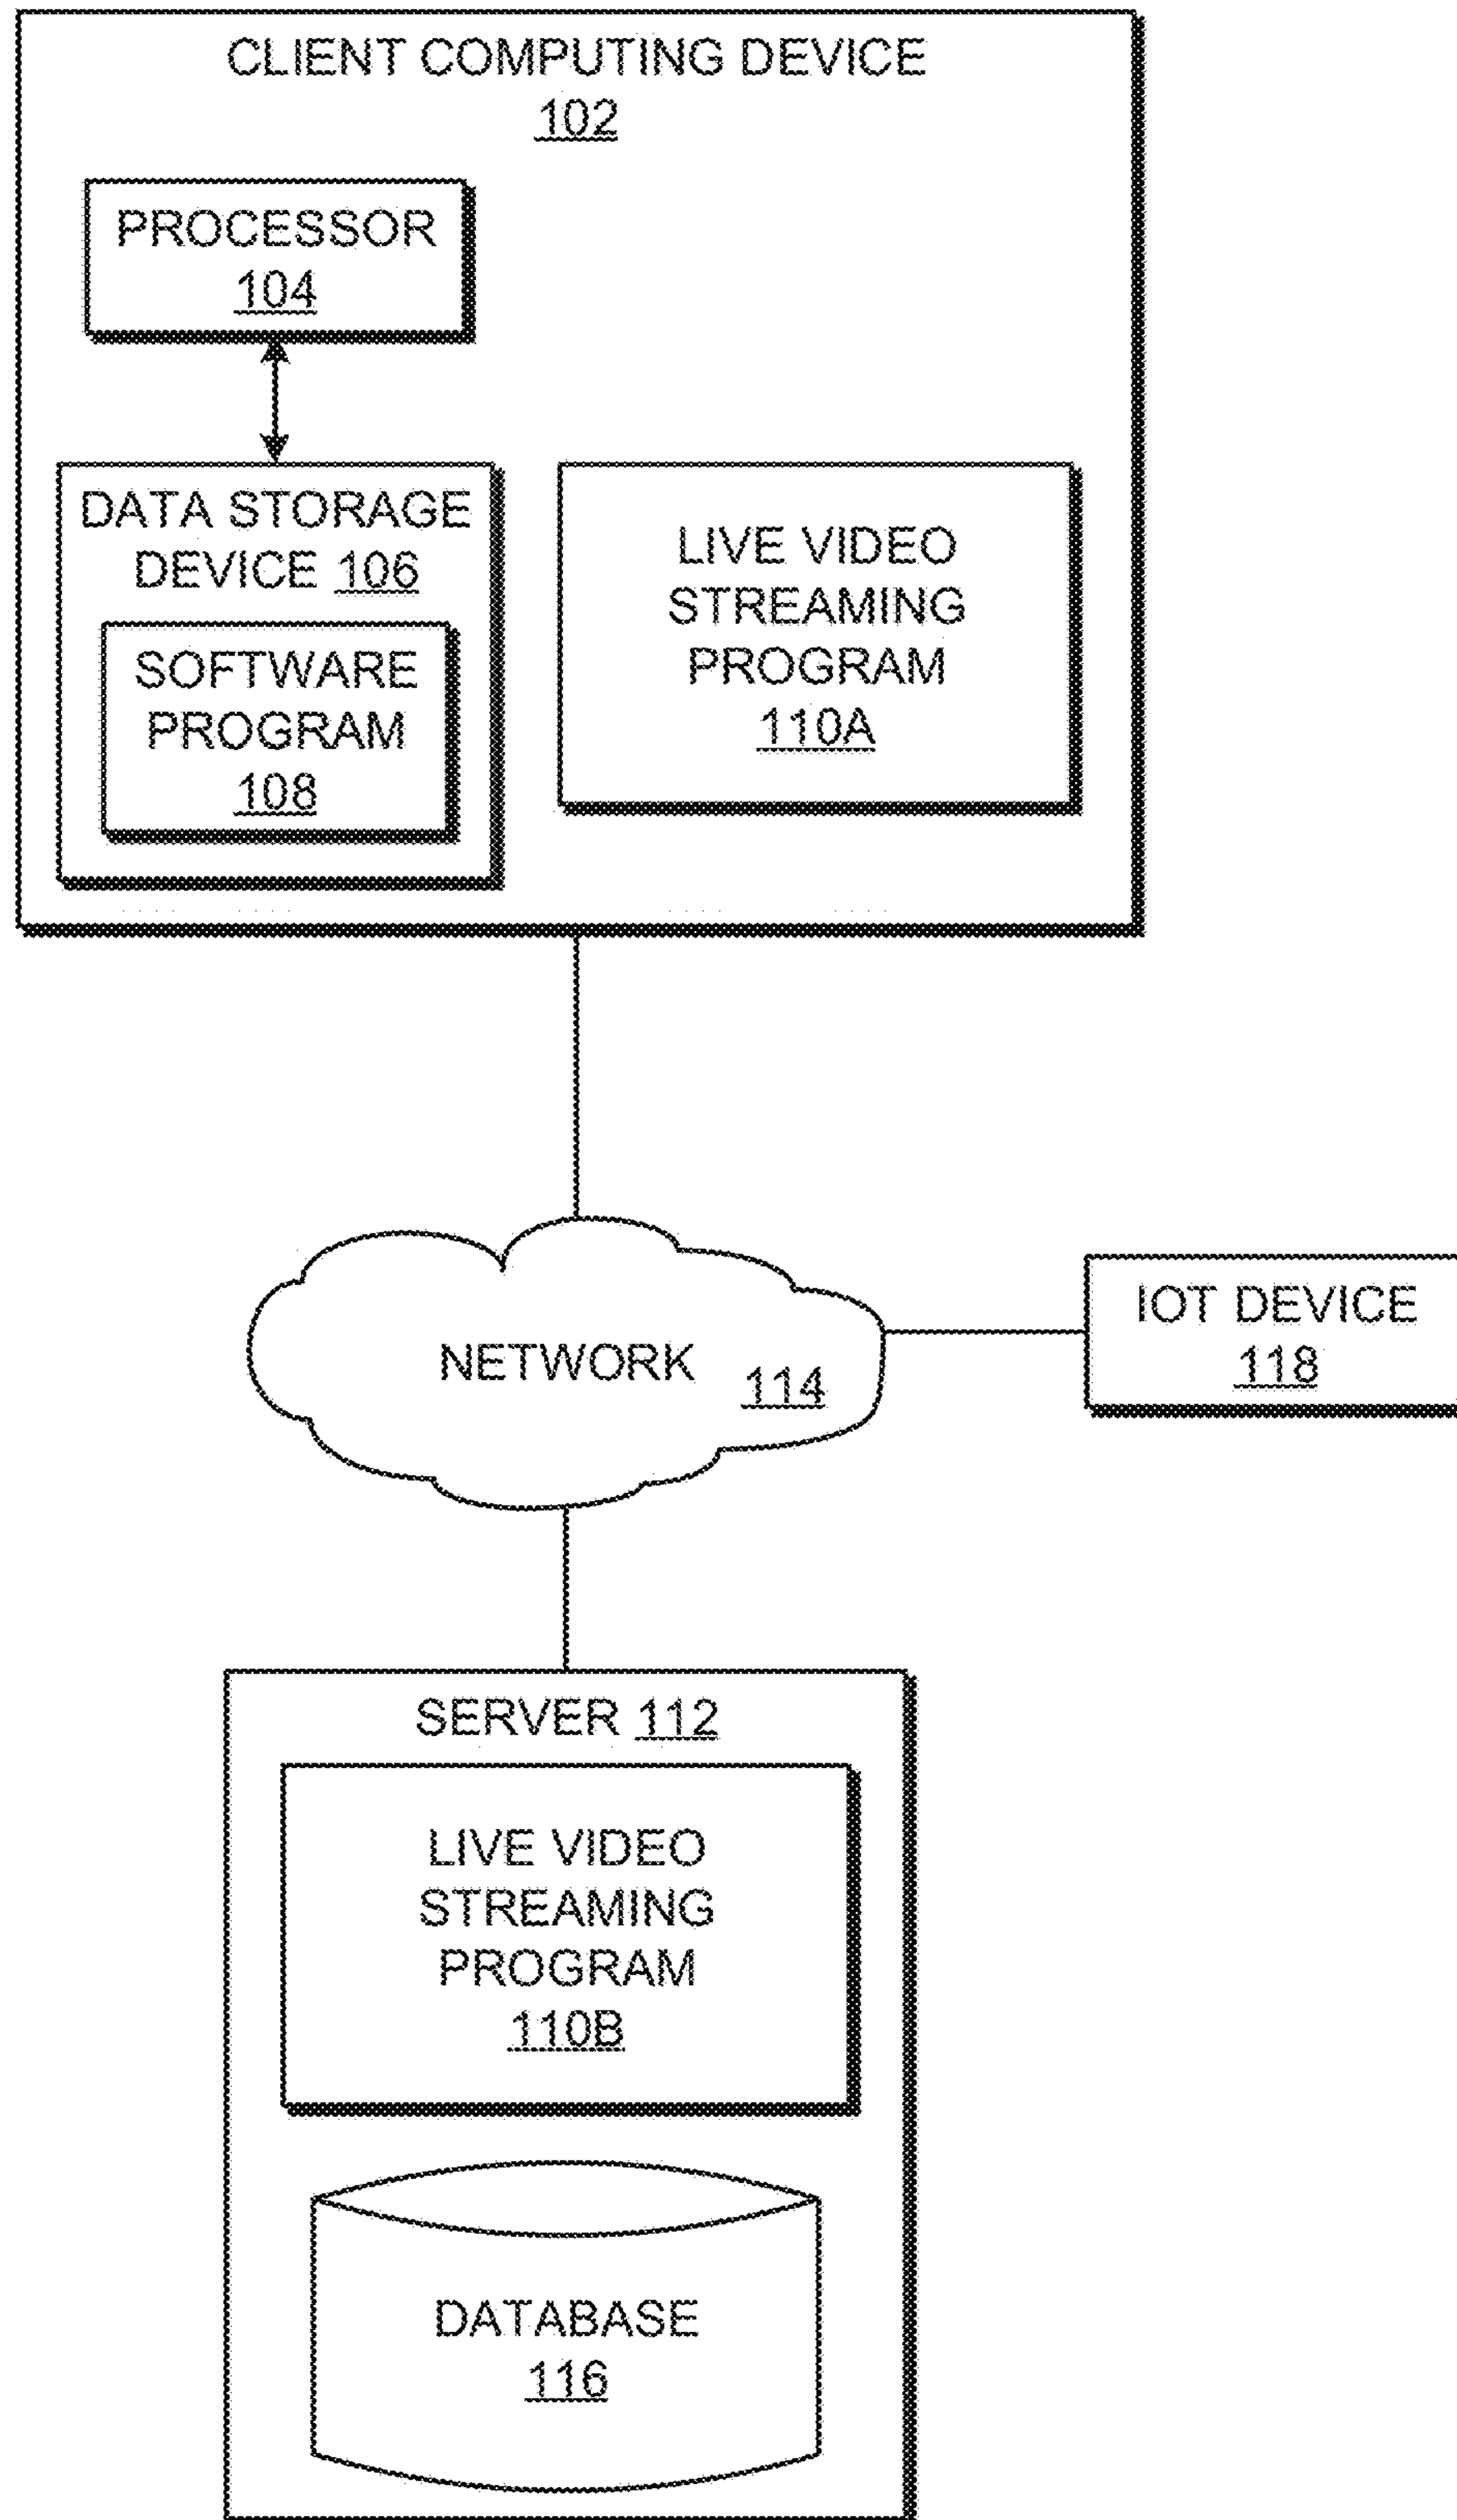 CLIENT COMPUTING DEVICE
102
PROCESSOR
104
DATA STORAGE
DEVICE 106
SOFTWARE
PROGRAM
108
LIVE VIDEO
STREAMING
PROGRAM
110A
NETWORK 114
IOT DEVICE
118
SERVER 112
LIVE VIDEO
STREAMING
PROGRAM
110B
DATABASE
116